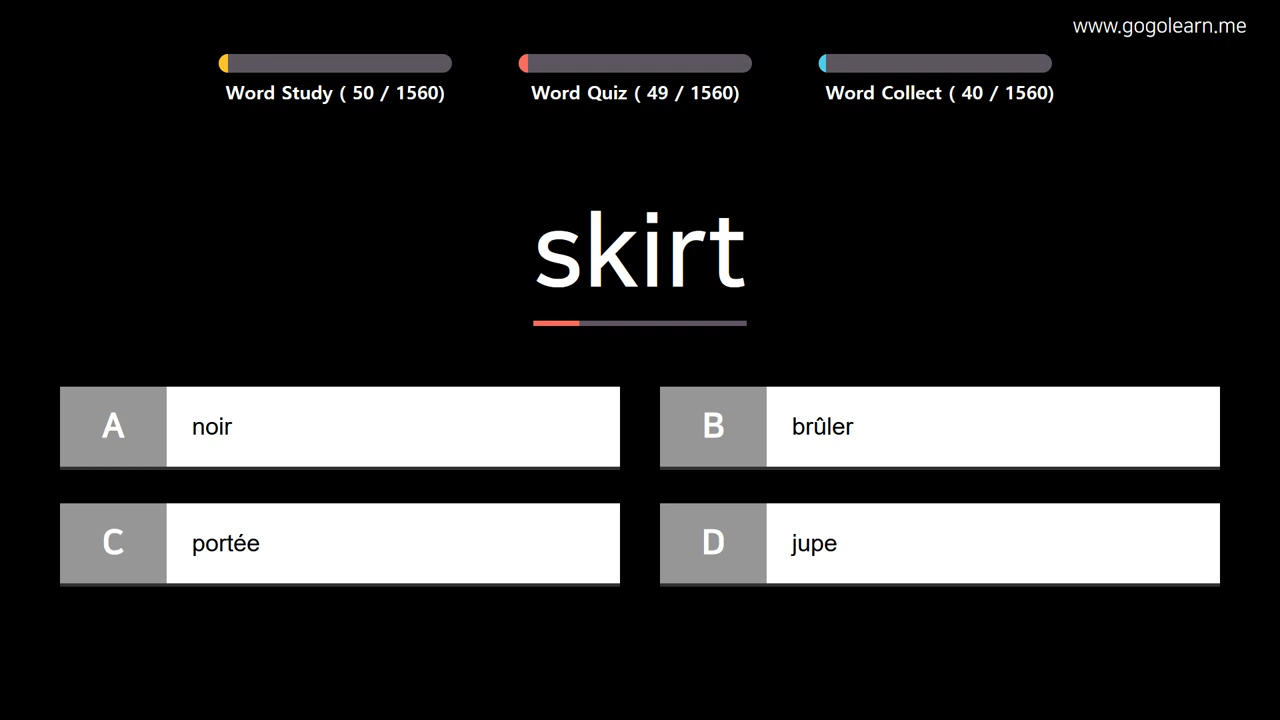 www.gogolearn.me
Word Study ( 50 / 1560)
Word Quiz ( 49 / 1560)
Word Collect ( 40 / 1560)
skirt
A noir
B brûler
C portée
D jupe